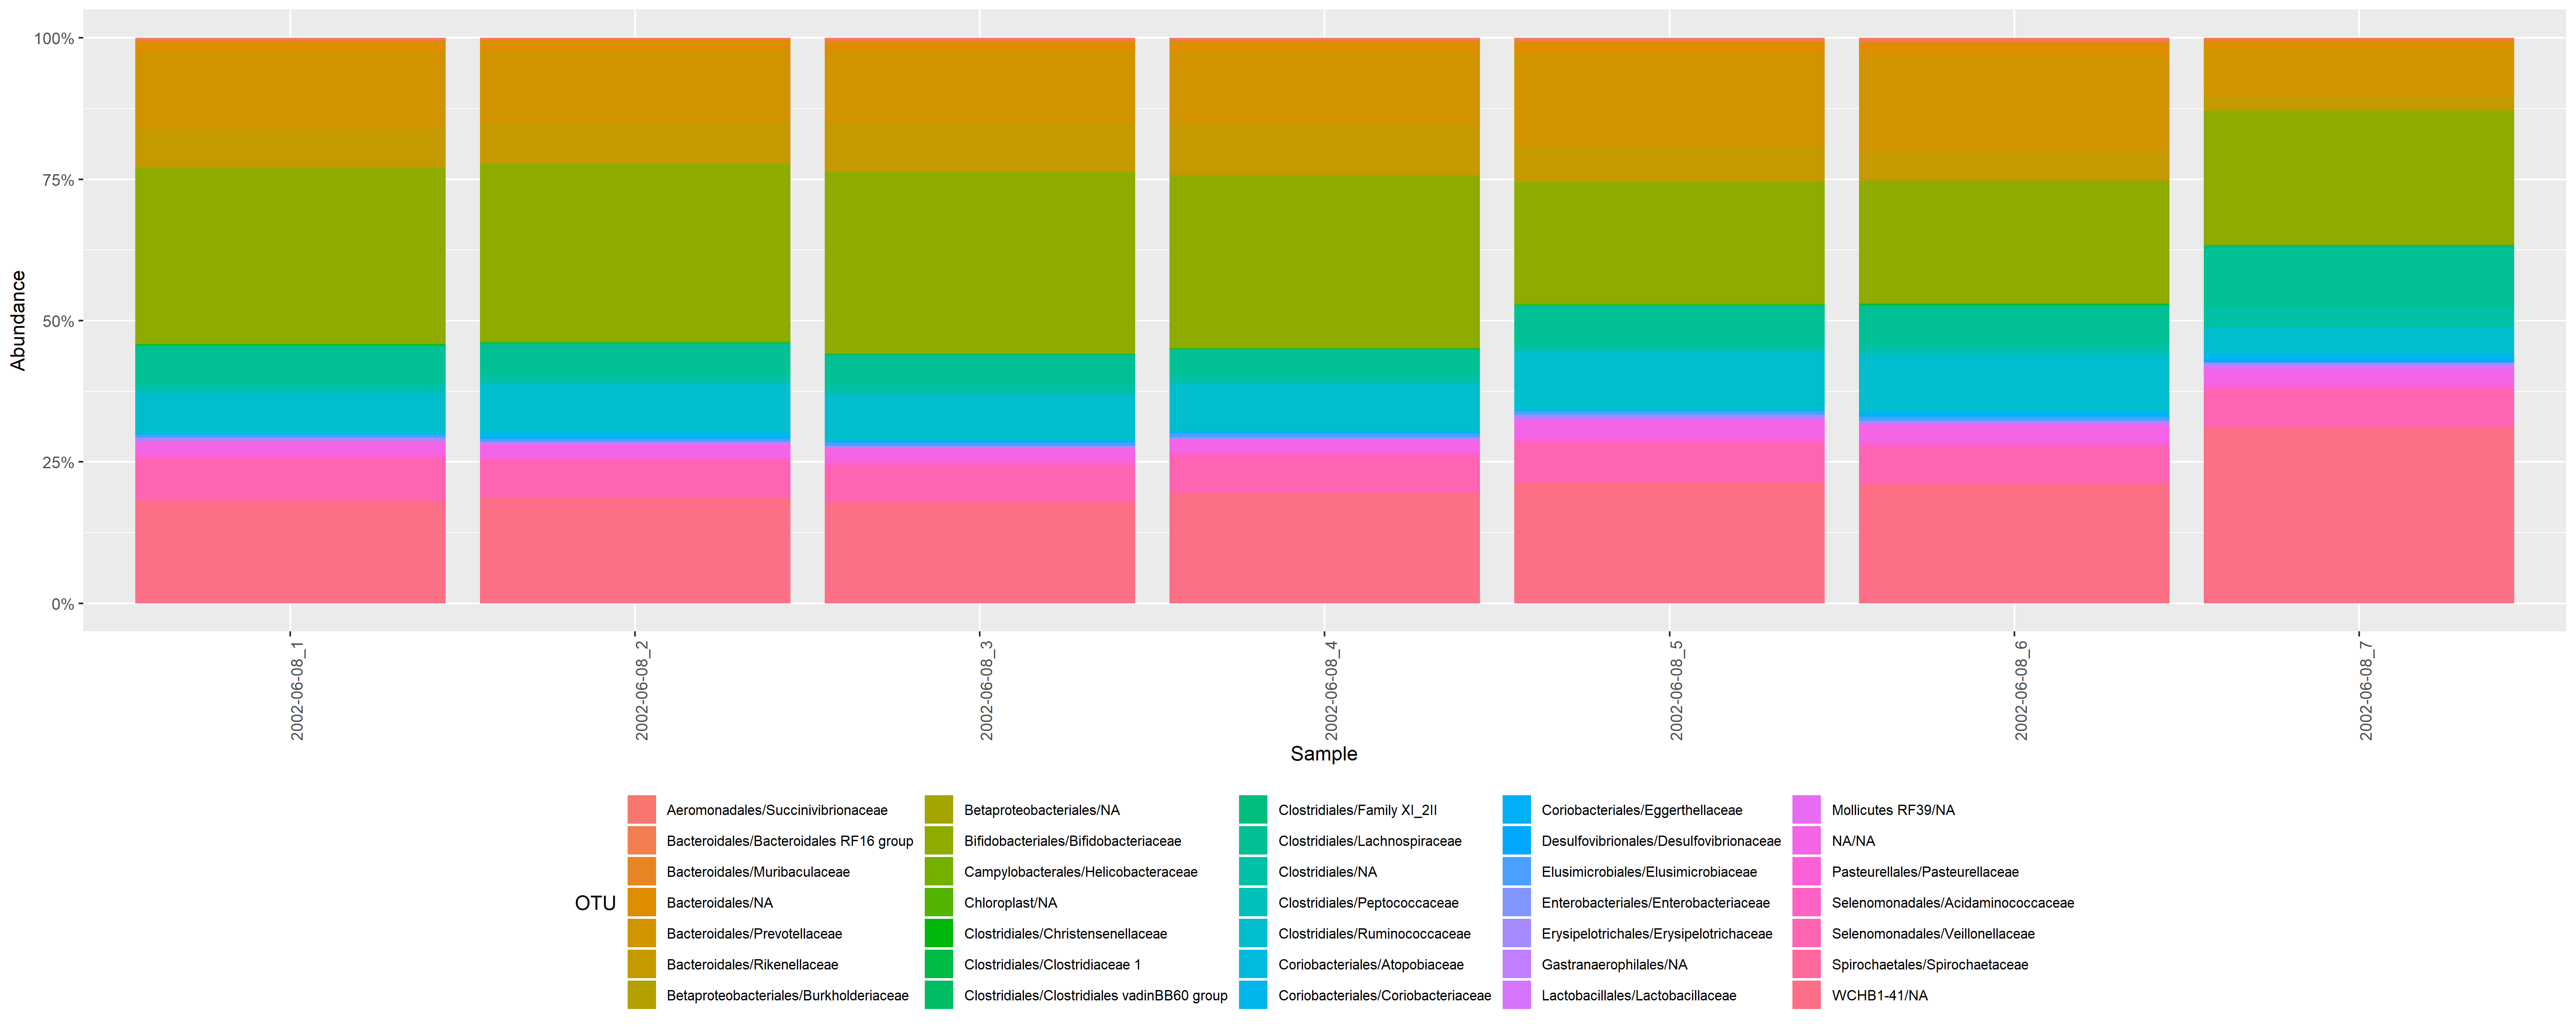 100%
75%
50%
25%
0%
Abundance
2002-06-08_1
2002-06-08_2
2002-06-08_3
2002-06-08_4
2002-06-08_5
2002-06-08_6
2002-06-08_7
Sample
OTU
Aeromonadales/Succinivibrionaceae
Bacteroidales/Bacteroidales RF16 group
Bacteroidales/Muribaculaceae
Bacteroidales/NA
Bacteroidales/Prevotellaceae
Bacteroidales/Rikenellaceae
Betaproteobacteriales/Burkholderiaceae
Betaproteobacteriales/NA
Bifidobacteriales/Bifidobacteriaceae
Campylobacterales/Helicobacteraceae
Chloroplast/NA
Clostridiales/Christensenellaceae
Clostridiales/Clostridiaceae 1
Clostridiales/Clostridiales vadinBB60 group
Clostridiales/Family XI_2II
Clostridiales/Lachnospiraceae
Clostridiales/NA
Clostridiales/Peptococcaceae
Clostridiales/Ruminococcaceae
Coriobacteriales/Atopobiaceae
Coriobacteriales/Coriobacteriaceae
Coriobacteriales/Eggerthellaceae
Desulfovibrionales/Desulfovibrionaceae
Elusimicrobiales/Elusimicrobiaceae
Enterobacteriales/Enterobacteriaceae
Erysipelotrichales/Erysipelotrichaceae
Gastranaerophilales/NA
Lactobacillales/Lactobacillaceae
Mollicutes RF39/NA
NA/NA
Pasteurellales/Pasteurellaceae
Selenomonadales/Acidaminococcaceae
Selenomonadales/Veillonellaceae
Spirochaetales/Spirochaetaceae
WCHB1-41/NA